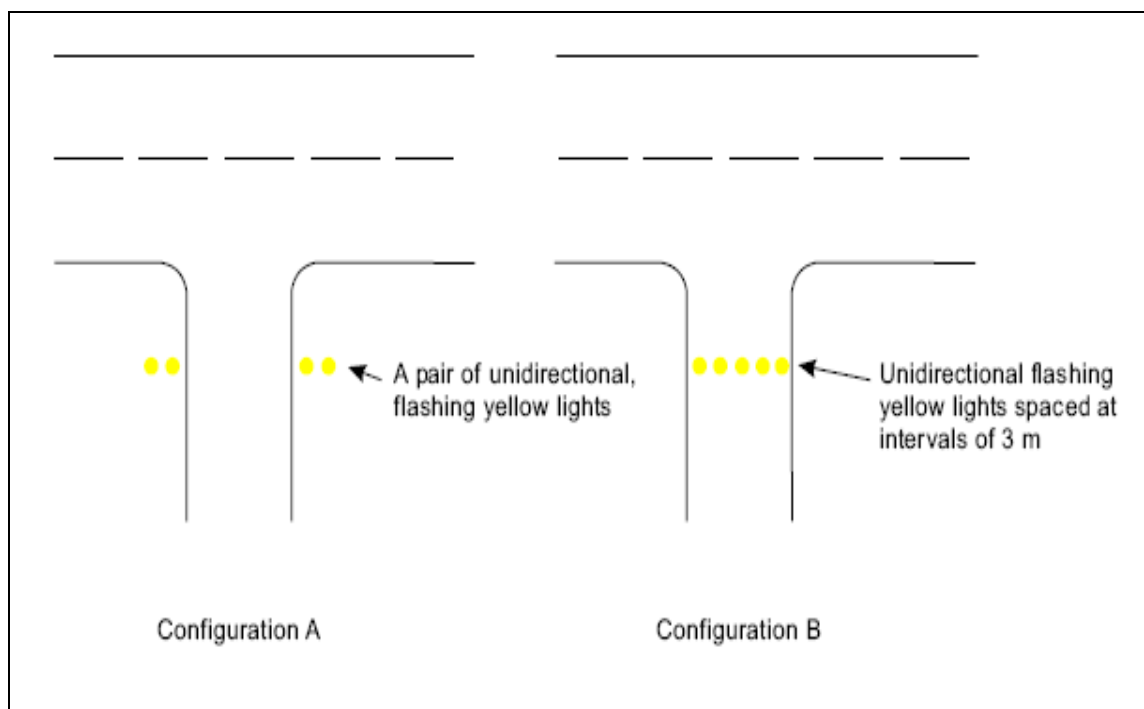 A pair of unidirectional,
flashing yellow lights
Unidirectional flashing
yellow lights spaced at
intervals of 3 m
Configuration A
Configuration B